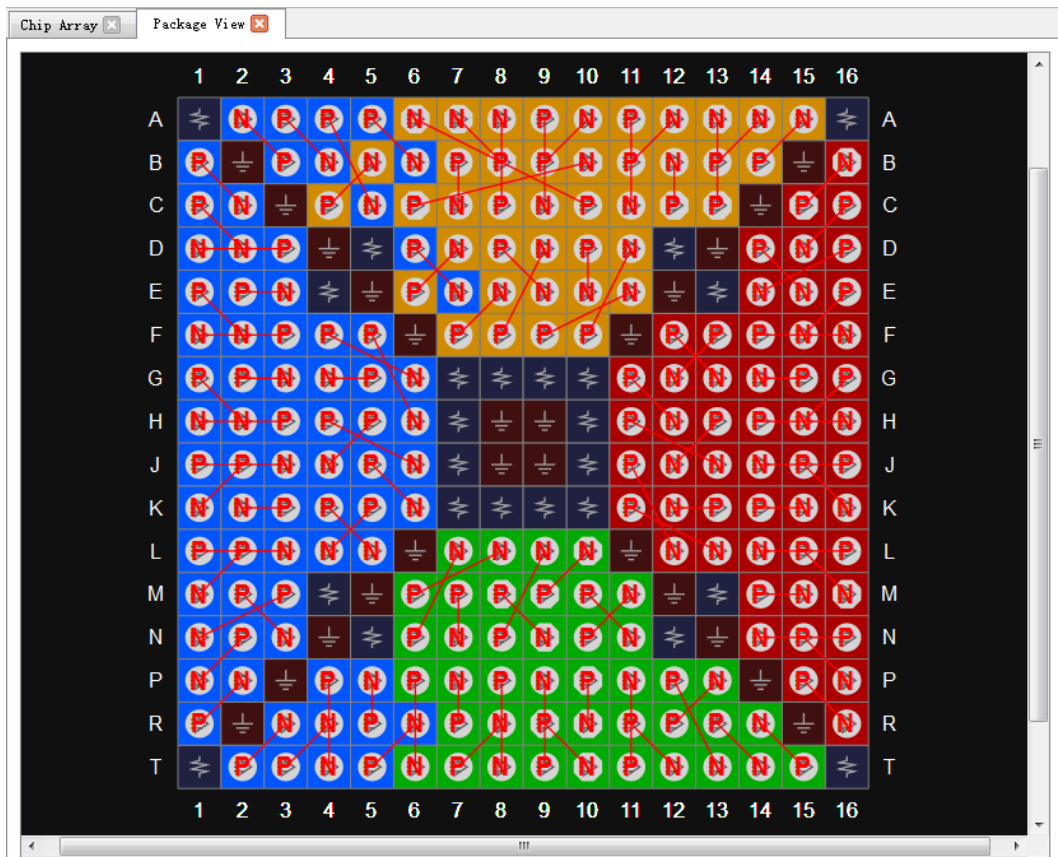 Chip Array
Package View
1 2 3 4 5 6 7 8 9 10 11 12 13 14 15 16
A N P P P N N N P N P N N N N A
B P P N N N P P P N P N P P N B
C P N P N P N P N P N P P P P C
D N N P P N P N P N P N P D
E P P N P N N N N N N N P E
F N N P P P P P P P P P P N N F
G P P N N P N P N N N P P G
H N N P P P N P N P P N N H
J P P N N P N P N N N P P J
K N N P P P N P N P P N N K
L P P N N N N N N N N N N P P L
M N P P P P P P P N P N N M
N N P N P N P N P N N P P N
P N N P N P N P P N N P N P N P
R P N N P N P N P N P P P N N R
T P P N P N P N P N P N N N P T
1 2 3 4 5 6 7 8 9 10 11 12 13 14 15 16